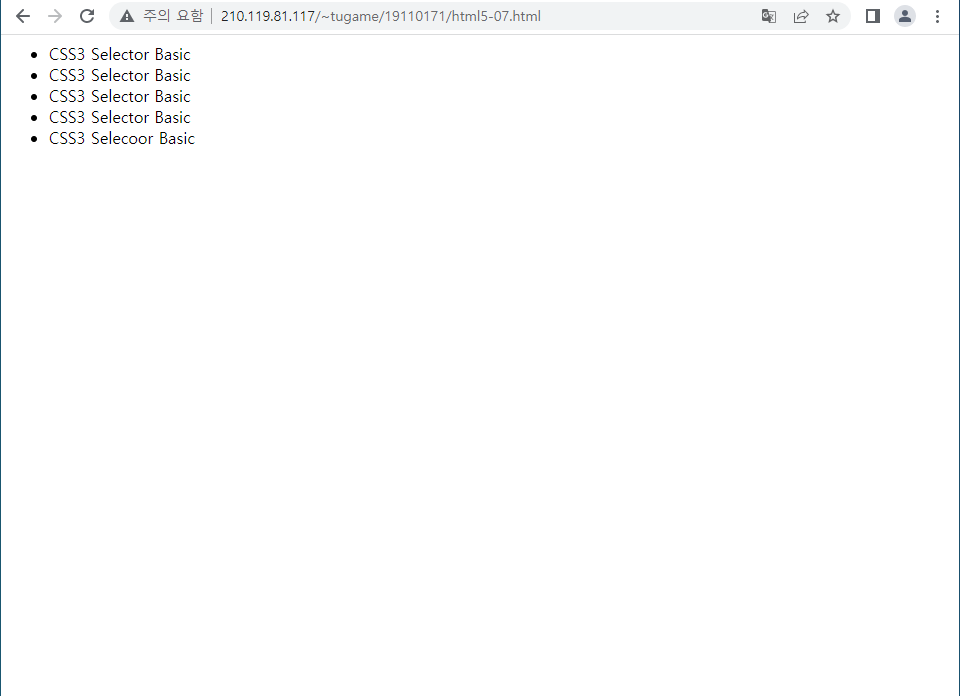 주의 요함 210.119.81.117/~tugame/19110171/html5-07.html
CSS3 Selector Basic
CSS3 Selector Basic
CSS3 Selector Basic
CSS3 Selector Basic
CSS3 Selecoor Basic